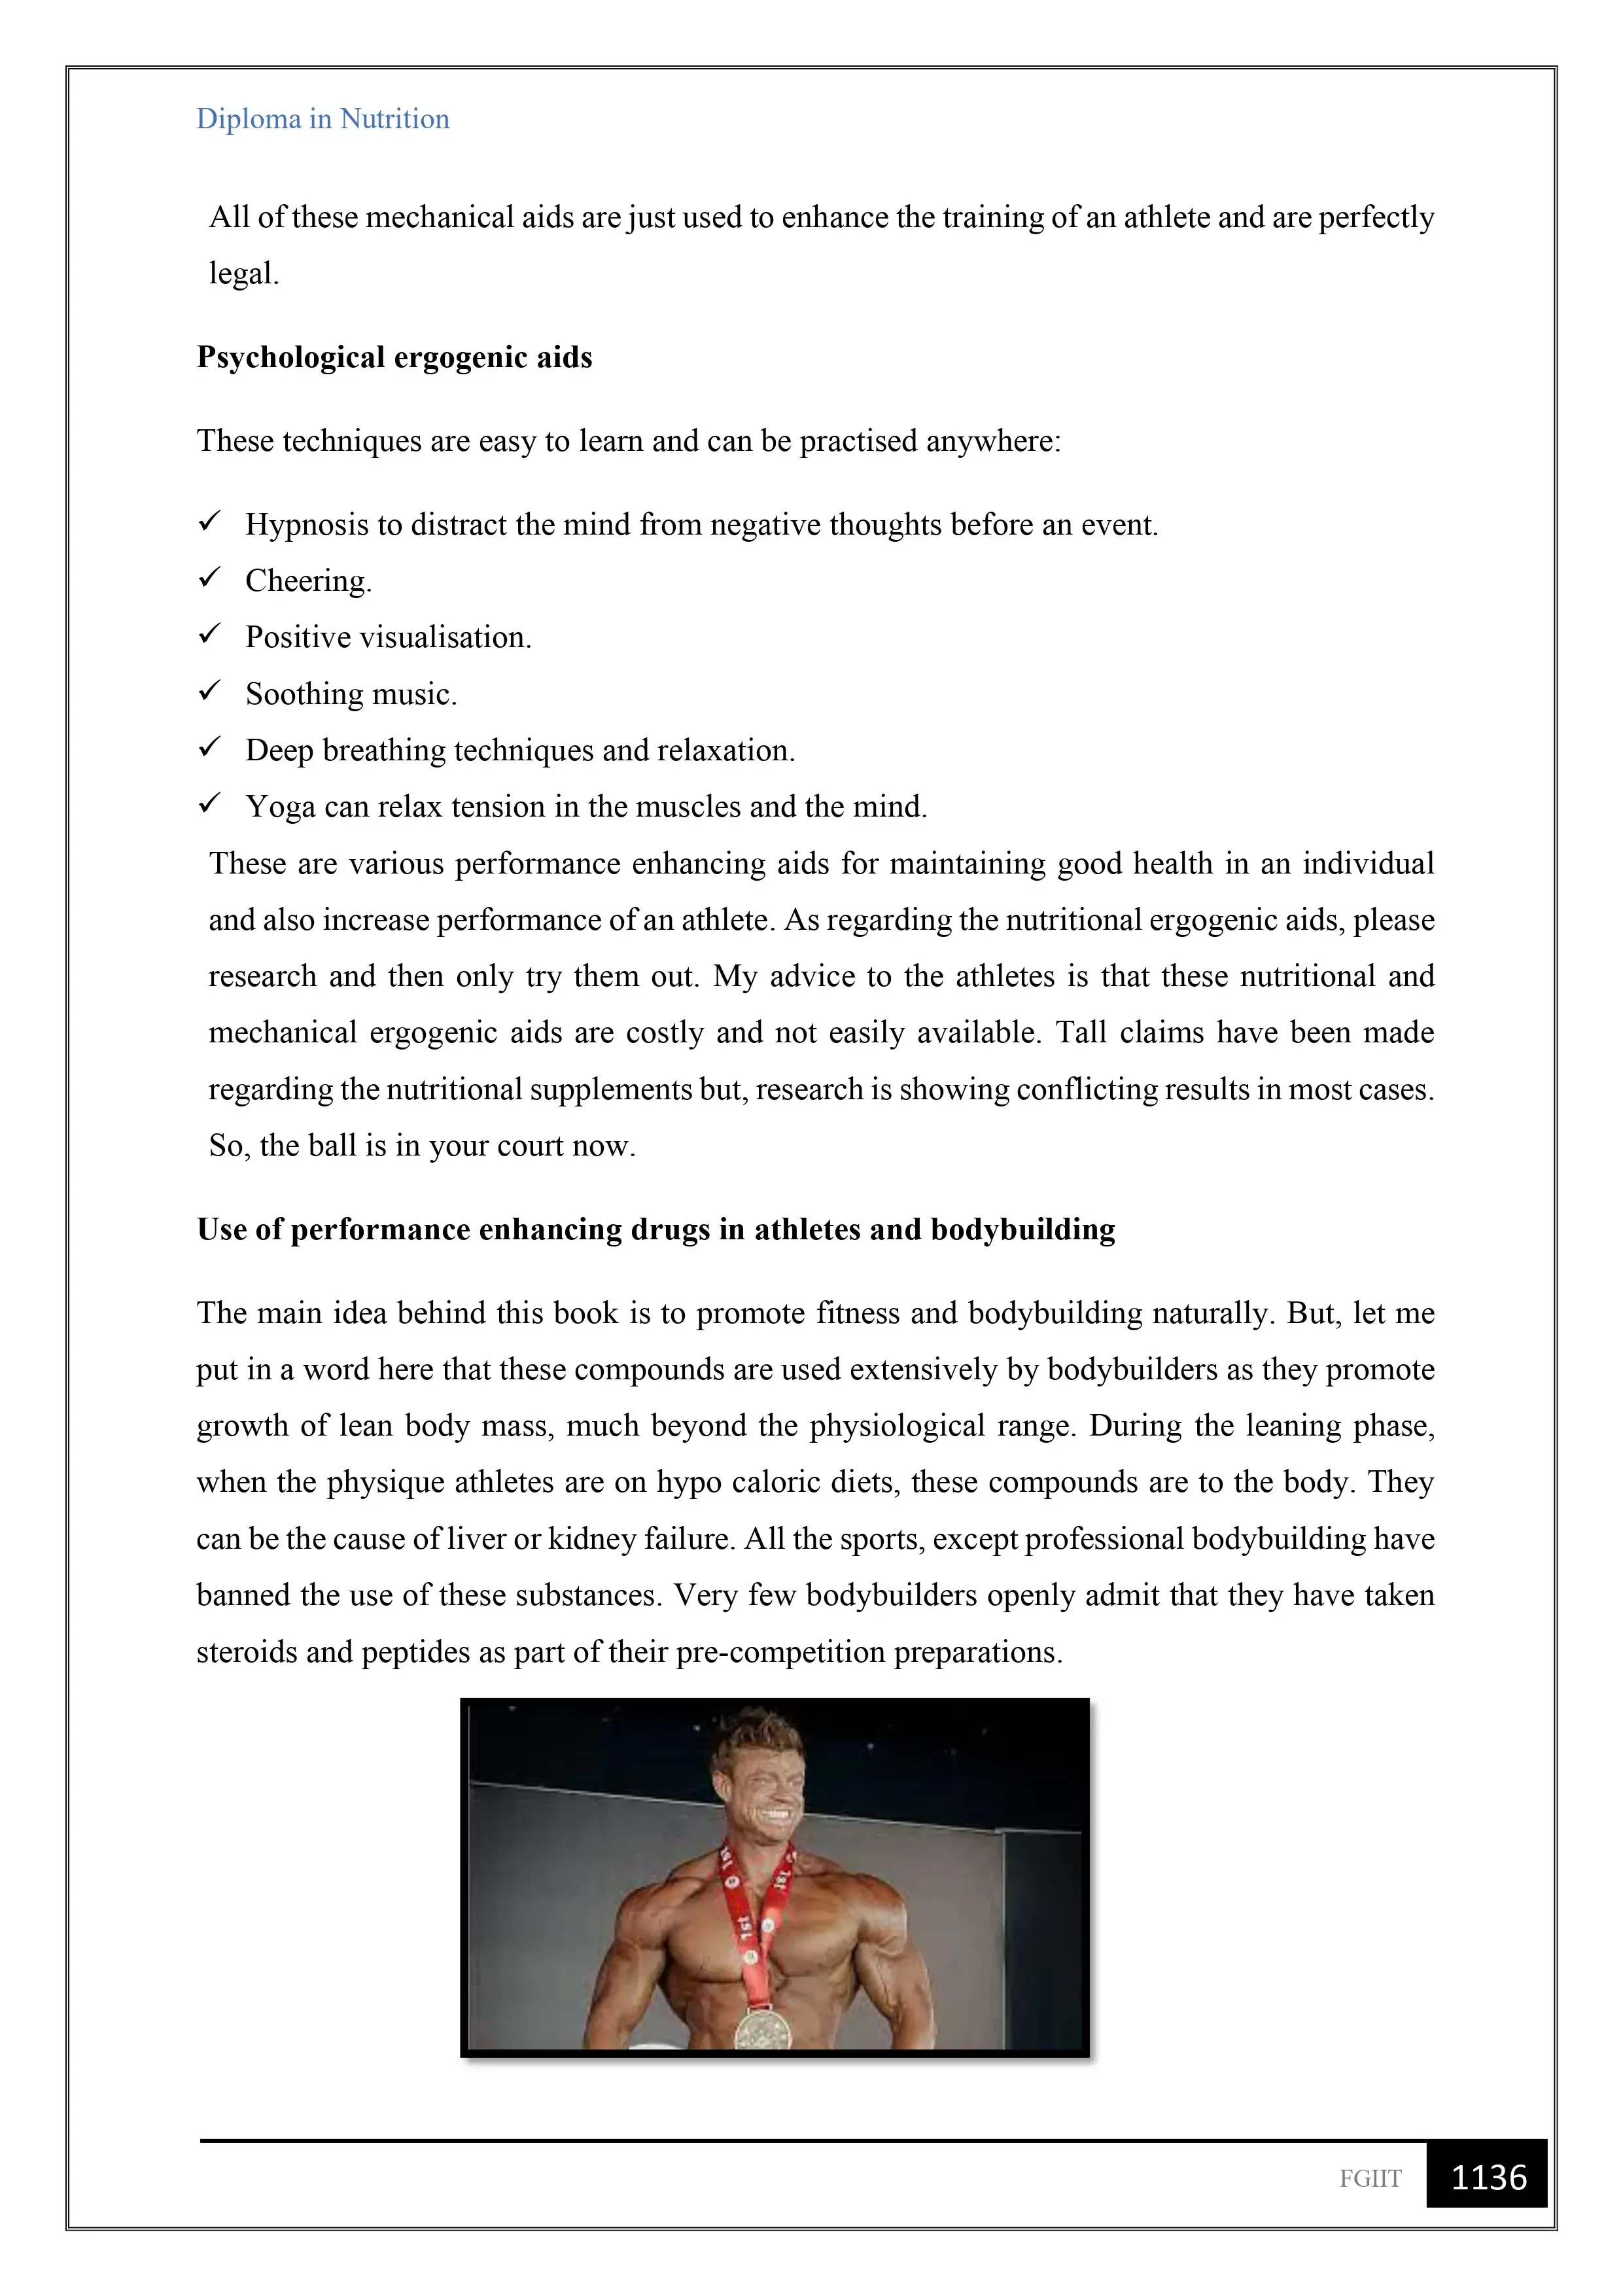 Diploma in Nutrition
All of these mechanical aids are just used to enhance the training of an athlete and are perfectly
legal.
Psychological ergogenic aids
These techniques are easy to learn and can be practised anywhere:
✓ Hypnosis to distract the mind from negative thoughts before an event.
✓ Cheering.
✓ Positive visualisation.
✓ Soothing music.
✓ Deep breathing techniques and relaxation.
✓ Yoga can relax tension in the muscles and the mind.
These are various performance enhancing aids for maintaining good health in an individual
and also increase performance of an athlete. As regarding the nutritional ergogenic aids, please
research and then only try them out. My advice to the athletes is that these nutritional and
mechanical ergogenic aids are costly and not easily available. Tall claims have been made
regarding the nutritional supplements but, research is showing conflicting results in most cases.
So, the ball is in your court now.
Use of performance enhancing drugs in athletes and bodybuilding
The main idea behind this book is to promote fitness and bodybuilding naturally. But, let me
put in a word here that these compounds are used extensively by bodybuilders as they promote
growth of lean body mass, much beyond the physiological range. During the leaning phase,
when the physique athletes are on hypo caloric diets, these compounds are to the body. They
can be the cause of liver or kidney failure. All the sports, except professional bodybuilding have
banned the use of these substances. Very few bodybuilders openly admit that they have taken
steroids and peptides as part of their pre-competition preparations.
1st
1st
1st
FGIIT
1136